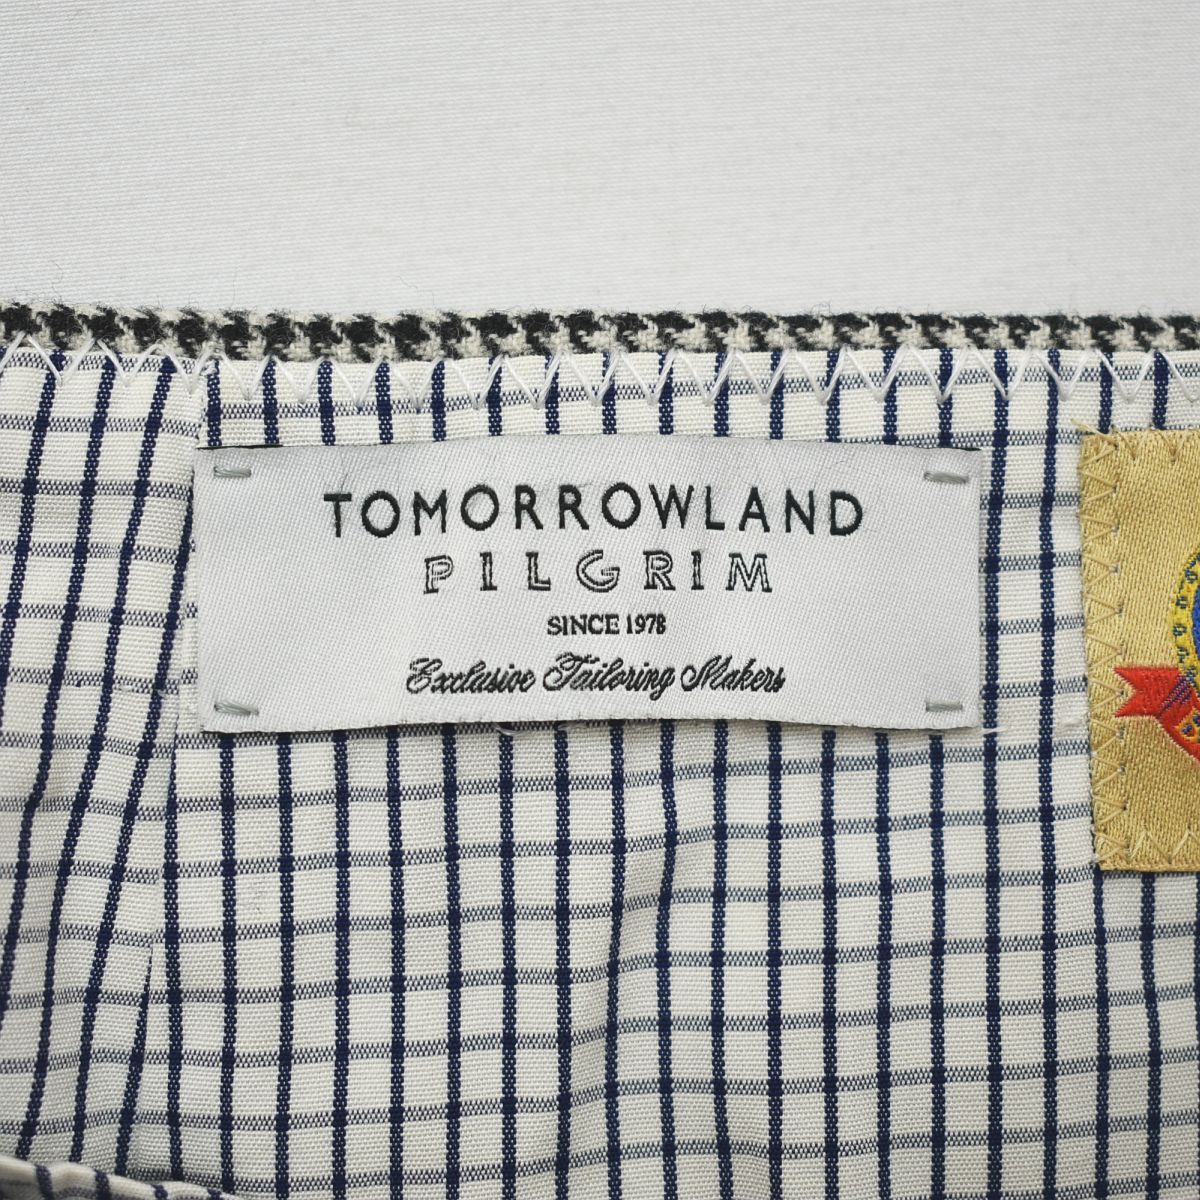 TOMORROWLAND
PILGRIM
SINCE 1978
Exclusive Tailoring Makers